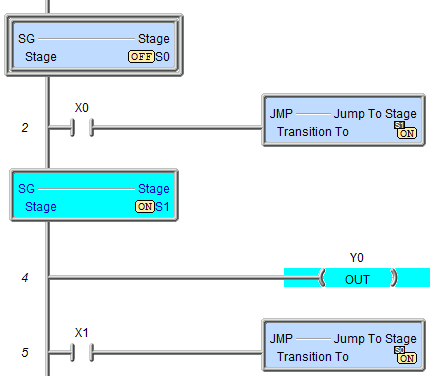 SG Stage
Stage OFF S0
X0
2
JMP Jump To Stage
S1
Transition To ON
SG Stage
Stage ON S1
Y0
4
OUT
X1
5
JMP Jump To Stage
S0
Transition To ON